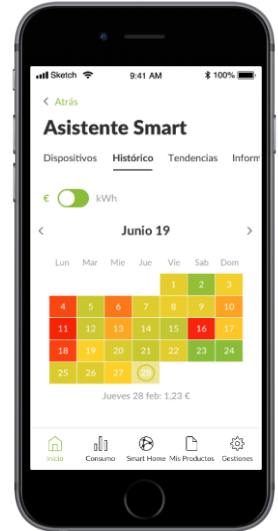 Sketch 9:41 AM 100%
Atrás
Asistente Smart
Dispositivos Histórico Tendencias Inform
€ kWh
Junio 19
Lun Mar Mie Jue Vie Sab Dom
1 2 3
4 5 6 7 8 9 10
11 12 13 14 15 16 17
18 19 20 21 22 23 24
25 26 27 28
Jueves 28 feb: 1,23 €
Inicio Consumo Smart Home Mis Productos Gestiones